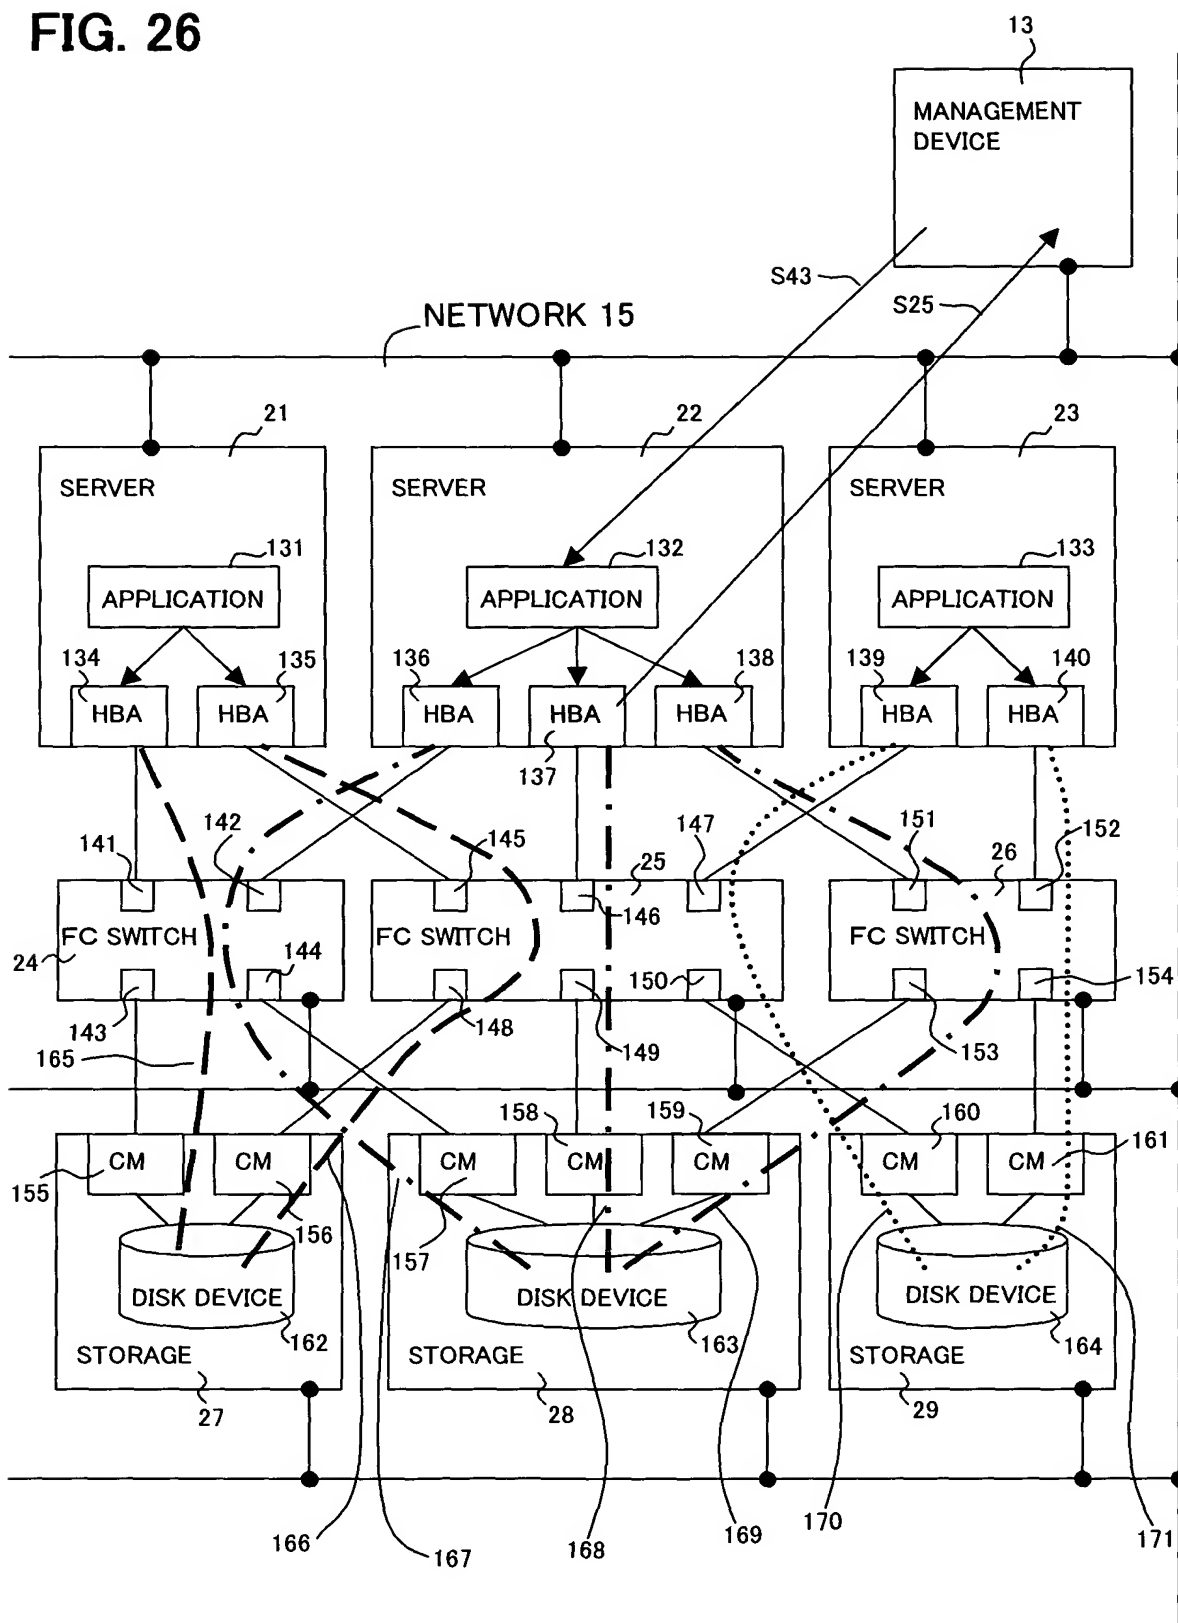 FIG. 26
13
MANAGEMENT
DEVICE
S43
S25
NETWORK 15
21
22
23
SERVER
SERVER
SERVER
131
132
133
APPLICATION
APPLICATION
APPLICATION
134
135
136
138
139
140
HBA
HBA
HBA
HBA
HBA
HBA
HBA
137
141
142
145
147
151
152
25
26
146
FC SWITCH
FC SWITCH
FC SWITCH
24
144
150
154
143
148
149
153
165
158
159
160
161
CM
CM
CM
CM
CM
CM
CM
155
156
157
170
171
DISK DEVICE
DISK DEVICE
DISK DEVICE
162
163
164
STORAGE
STORAGE
STORAGE
27
28
29
166
167
168
169